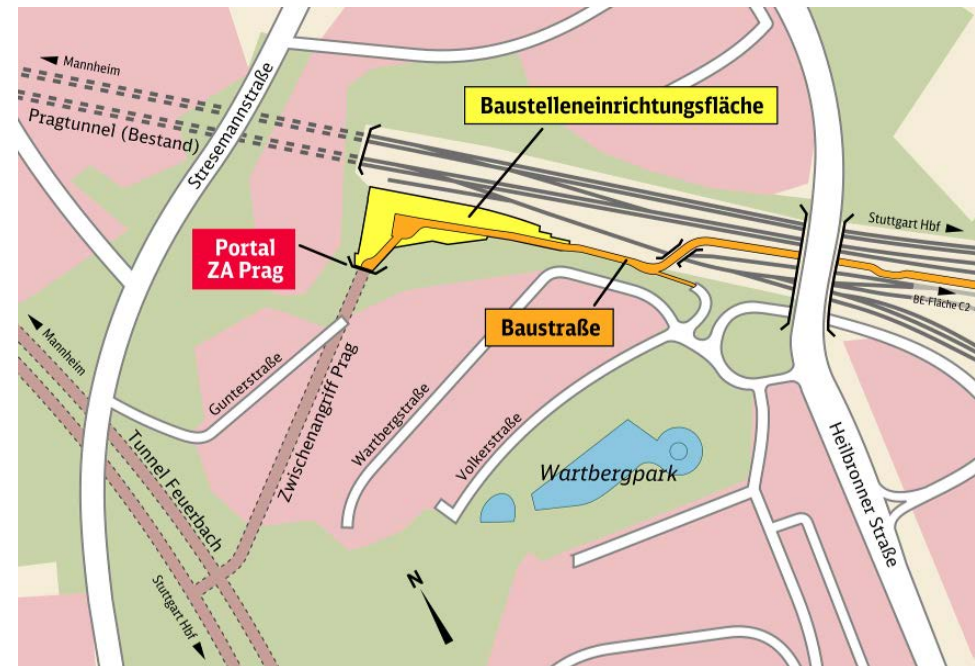 Mannheim
Pragtunnel (Bestand)
Stresemannstraße
Baustelleneinrichtungsfläche
Stuttgart Hbf
Portal
ZA Prag
BE-Fläche C2
Baustraße
Mannheim
Gunterstraße
Zwischenangriff Prag
Wartbergstraße
Volkerstraße
Wartbergpark
Heilbronner Straße
Tunnel Feuerbach
Stuttgart Hbf
N